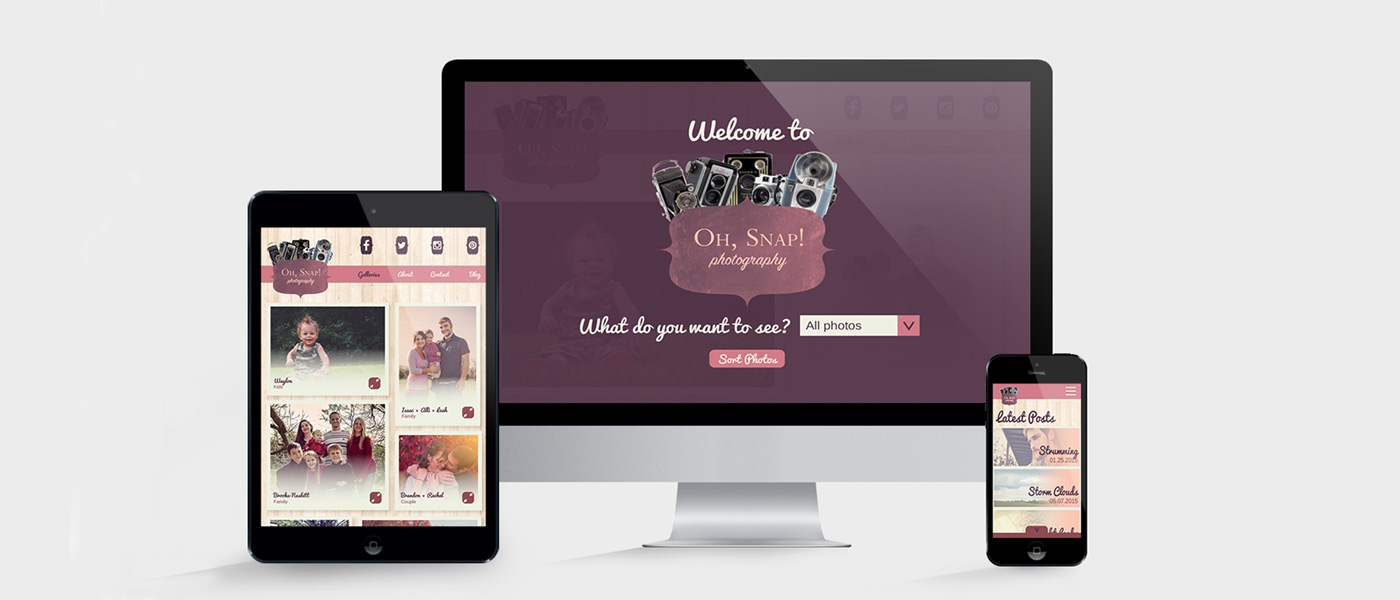 Welcome to
OH, SNAP!
photography
What do you want to see?
All photos
Sort Photos
OH, SNAP!
photography
Galleries
About
Contact
Blog
Waylon
Kids
Isaac + Alli + Leah
Family
Brooks-Naslett
Family
Brandon + Rachel
Couple
Latest Posts
Strumming
01.25.2015
Storm Clouds
05.07.2015